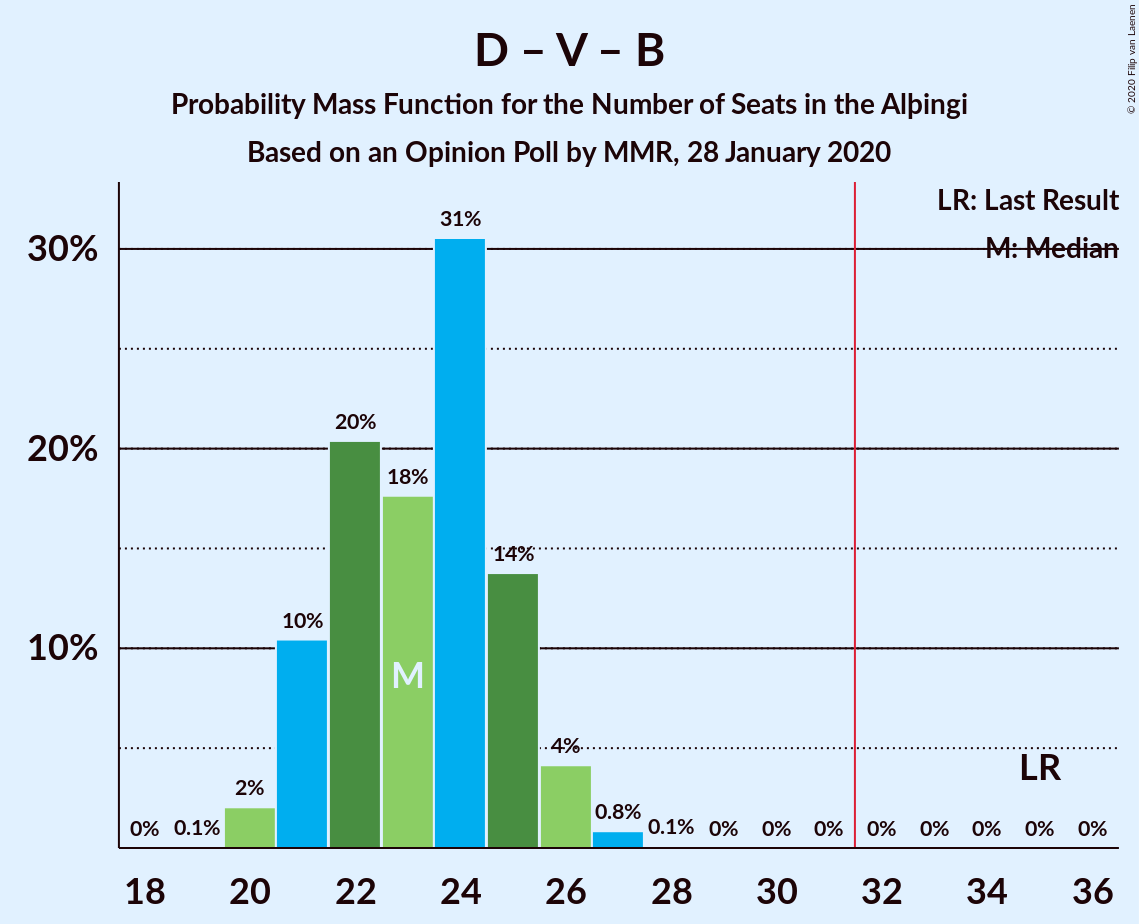 D – V – B
Probability Mass Function for the Number of Seats in the Alþingi
Based on an Opinion Poll by MMR, 28 January 2020
© 2020 Filip van Laenen
LR: Last Result
M: Median
30%
20%
10%
0%
0.1%
2%
10%
20%
18%
31%
14%
4%
0.8%
0.1%
0%
0%
0%
0%
0%
0%
0%
0%
M
LR
18 20 22 24 26 28 30 32 34 36